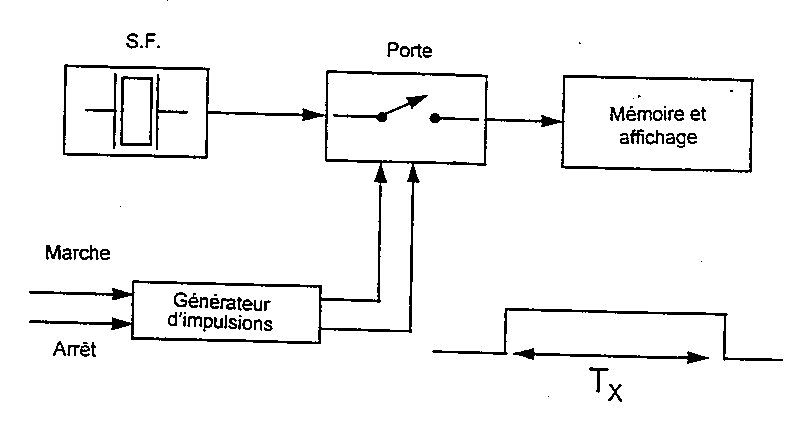 S.F.
Porte
Mémoire et
affichage
Marche
Générateur
d'impulsions
Arrêt
TX